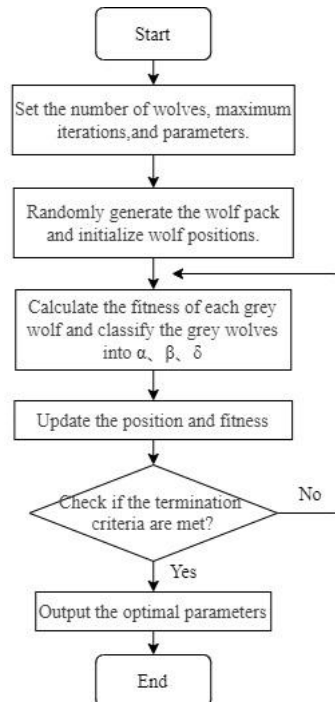 Start
Set the number of wolves, maximum
iterations,and parameters.
Randomly generate the wolf pack
and initialize wolf positions.
Calculate the fitness of each grey
wolf and classify the grey wolves
into α、β、δ
Update the position and fitness
Check if the termination
criteria are met?
No
Yes
Output the optimal parameters
End